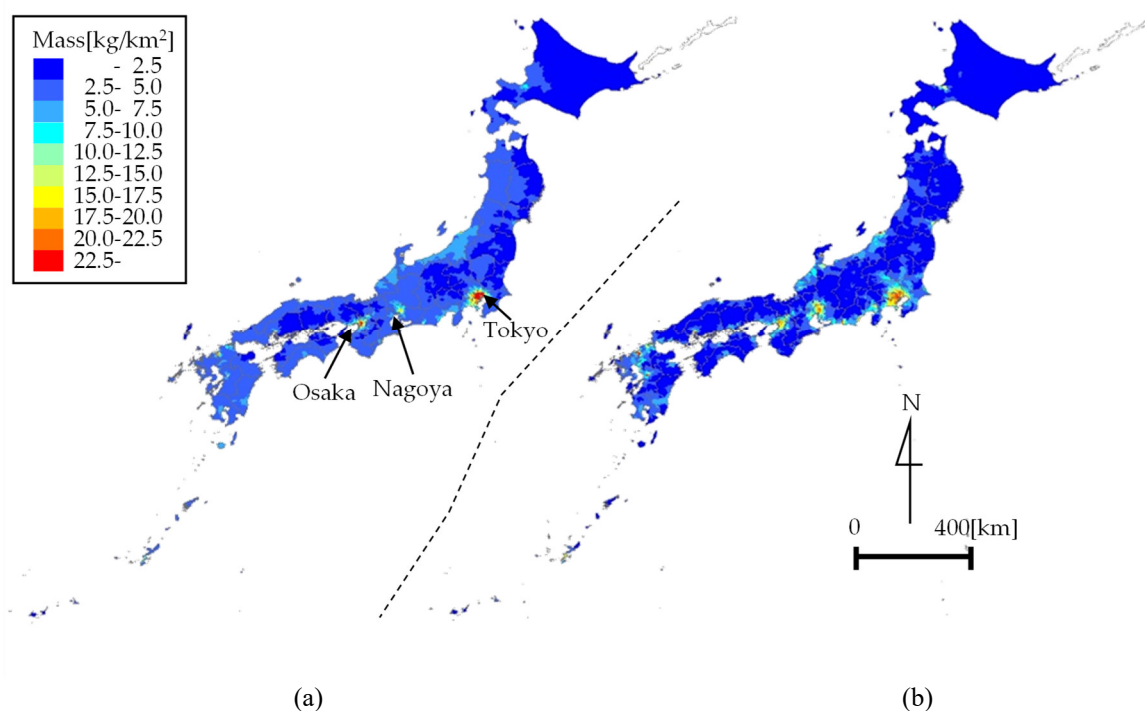 Mass[kg/km²]
- 2.5
2.5- 5.0
5.0- 7.5
7.5-10.0
10.0-12.5
12.5-15.0
15.0-17.5
17.5-20.0
20.0-22.5
22.5-
Tokyo
Osaka
Nagoya
N
0 400[km]
(a) (b)